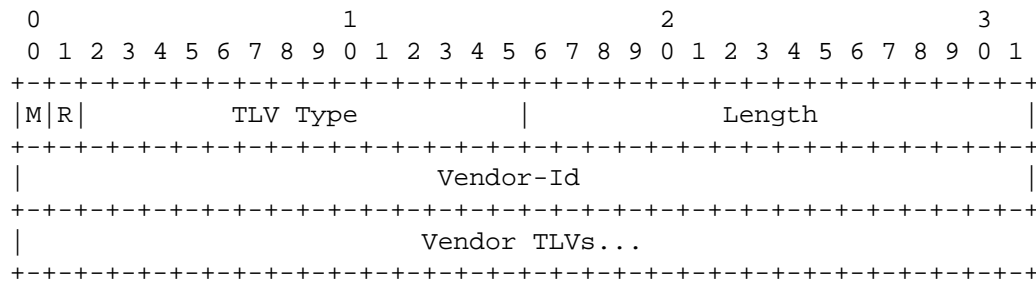 0                   1                   2                   3
 0 1 2 3 4 5 6 7 8 9 0 1 2 3 4 5 6 7 8 9 0 1 2 3 4 5 6 7 8 9 0 1
+-+-+-+-+-+-+-+-+-+-+-+-+-+-+-+-+-+-+-+-+-+-+-+-+-+-+-+-+-+-+-+-+
|M|R|         TLV Type          |            Length             |
+-+-+-+-+-+-+-+-+-+-+-+-+-+-+-+-+-+-+-+-+-+-+-+-+-+-+-+-+-+-+-+-+
|                          Vendor-Id                            |
+-+-+-+-+-+-+-+-+-+-+-+-+-+-+-+-+-+-+-+-+-+-+-+-+-+-+-+-+-+-+-+-+
|                         Vendor TLVs...
+-+-+-+-+-+-+-+-+-+-+-+-+-+-+-+-+-+-+-+-+-+-+-+-+-+-+-+-+-+-+-+-+